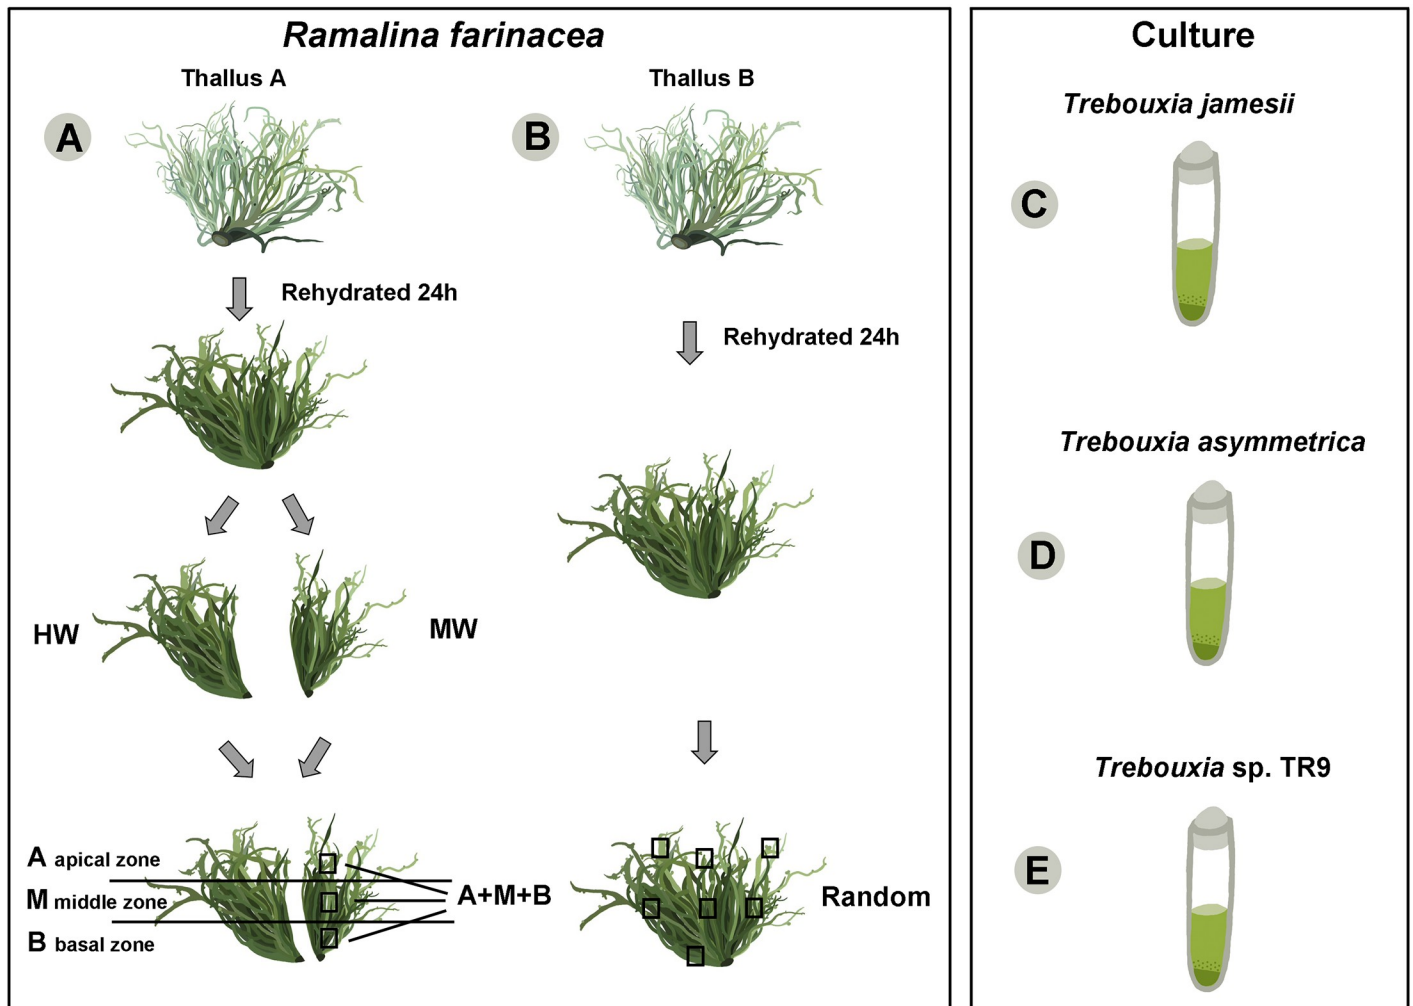 Ramalina farinacea
Thallus A
Thallus B
A
B
Rehydrated 24h
Rehydrated 24h
HW
MW
A apical zone
M middle zone
B basal zone
A+M+B
Random
Culture
Trebouxia jamesii
C
Trebouxia asymmetrica
D
Trebouxia sp. TR9
E